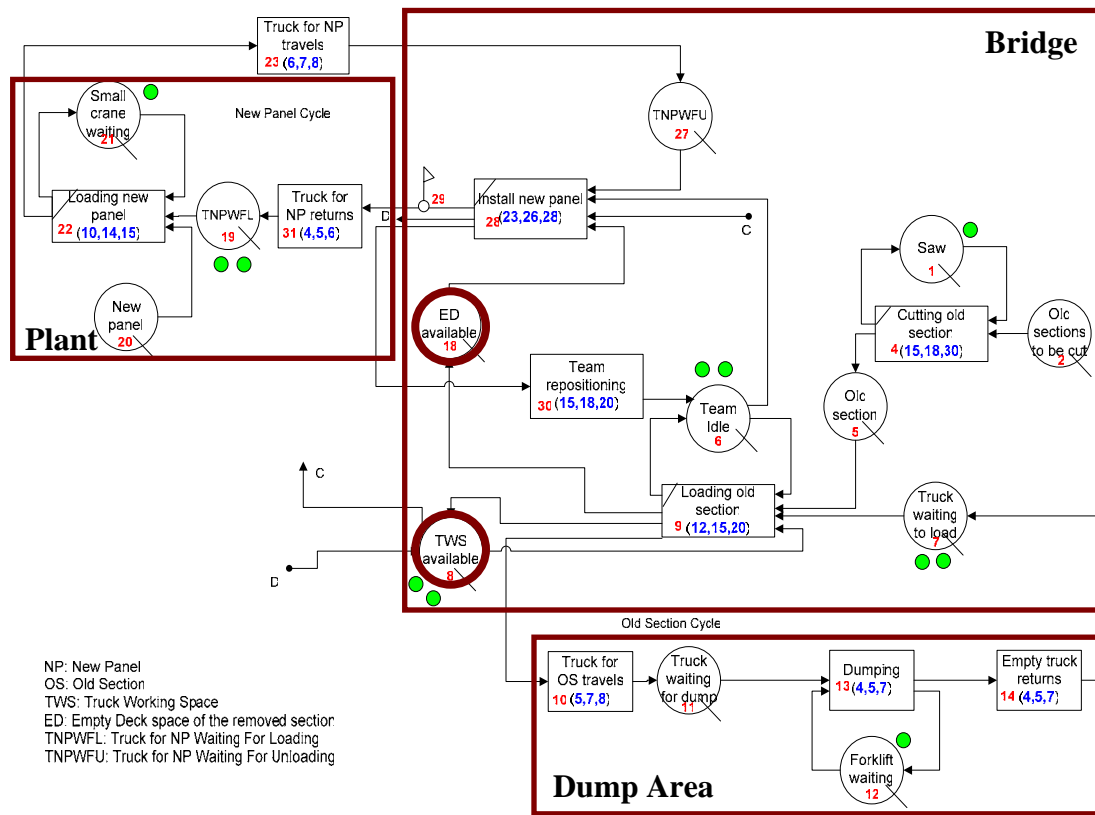 Bridge
Truck for NP
travels
23 (6,7,8)
Small
crane
waiting
21
New Panel Cycle
TNPWFU
27
Loading new
panel
22 (10,14,15)
TNPWFL
19
Truck for
NP returns
31 (4,5,6)
29
D
Install new panel
28 (23,26,28)
C
Saw
1
New
panel
20
Plant
ED
available
18
Cutting old
section
4 (15,18,30)
Old
sections
to be cut
2
Team
repositioning
30 (15,18,20)
Team
Idle
6
Old
section
5
C
Loading old
section
9 (12,15,20)
Truck
waiting
to load
7
TWS
available
8
D
Old Section Cycle
NP: New Panel
OS: Old Section
TWS: Truck Working Space
ED: Empty Deck space of the removed section
TNPWFL: Truck for NP Waiting For Loading
TNPWFU: Truck for NP Waiting For Unloading
Truck for
OS travels
10 (5,7,8)
Truck
waiting
for dump
11
Dumping
13 (4,5,7)
Empty truck
returns
14 (4,5,7)
Forklift
waiting
12
Dump Area